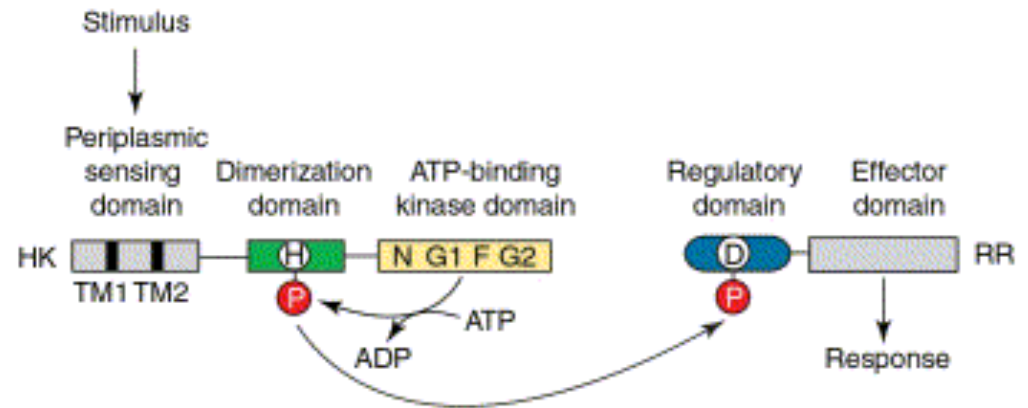 Stimulus
Periplasmic
sensing
domain
Dimerization
domain
ATP-binding
kinase domain
Regulatory
domain
Effector
domain
HK
H
N G1 F G2
D
RR
TM1 TM2
P
P
ATP
ADP
Response